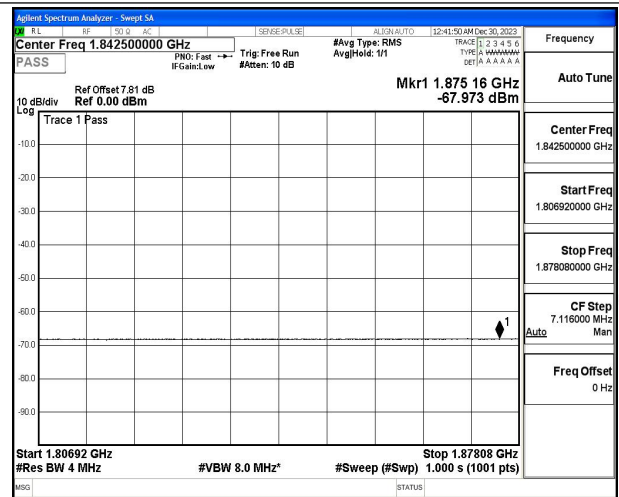 Agilent Spectrum Analyzer - Swept SA
RL RF 50 Ω AC SENSE:PULSE ALIGN AUTO 12:41:50 AM Dec 30, 2023
Center Freq 1.842500000 GHz
PASS
PNO: Fast
IFGain:Low
Trig: Free Run
#Atten: 10 dB
#Avg Type: RMS
Avg|Hold: 1/1
TRACE 1 2 3 4 5 6
TYPE A WWWWW
DET A A A A A A
Ref Offset 7.81 dB
10 dB/div Ref 0.00 dBm
Log
Mkr1 1.875 16 GHz
-67.973 dBm
Trace 1 Pass
-10.0
-20.0
-30.0
-40.0
-50.0
-60.0
-70.0
-80.0
-90.0
1
Start 1.80692 GHz
Stop 1.87808 GHz
#Res BW 4 MHz #VBW 8.0 MHz* #Sweep (#Swp) 1.000 s (1001 pts)
MSG STATUS
Frequency
Auto Tune
Center Freq
1.842500000 GHz
Start Freq
1.806920000 GHz
Stop Freq
1.878080000 GHz
CF Step
7.116000 MHz
Auto Man
Freq Offset
0 Hz